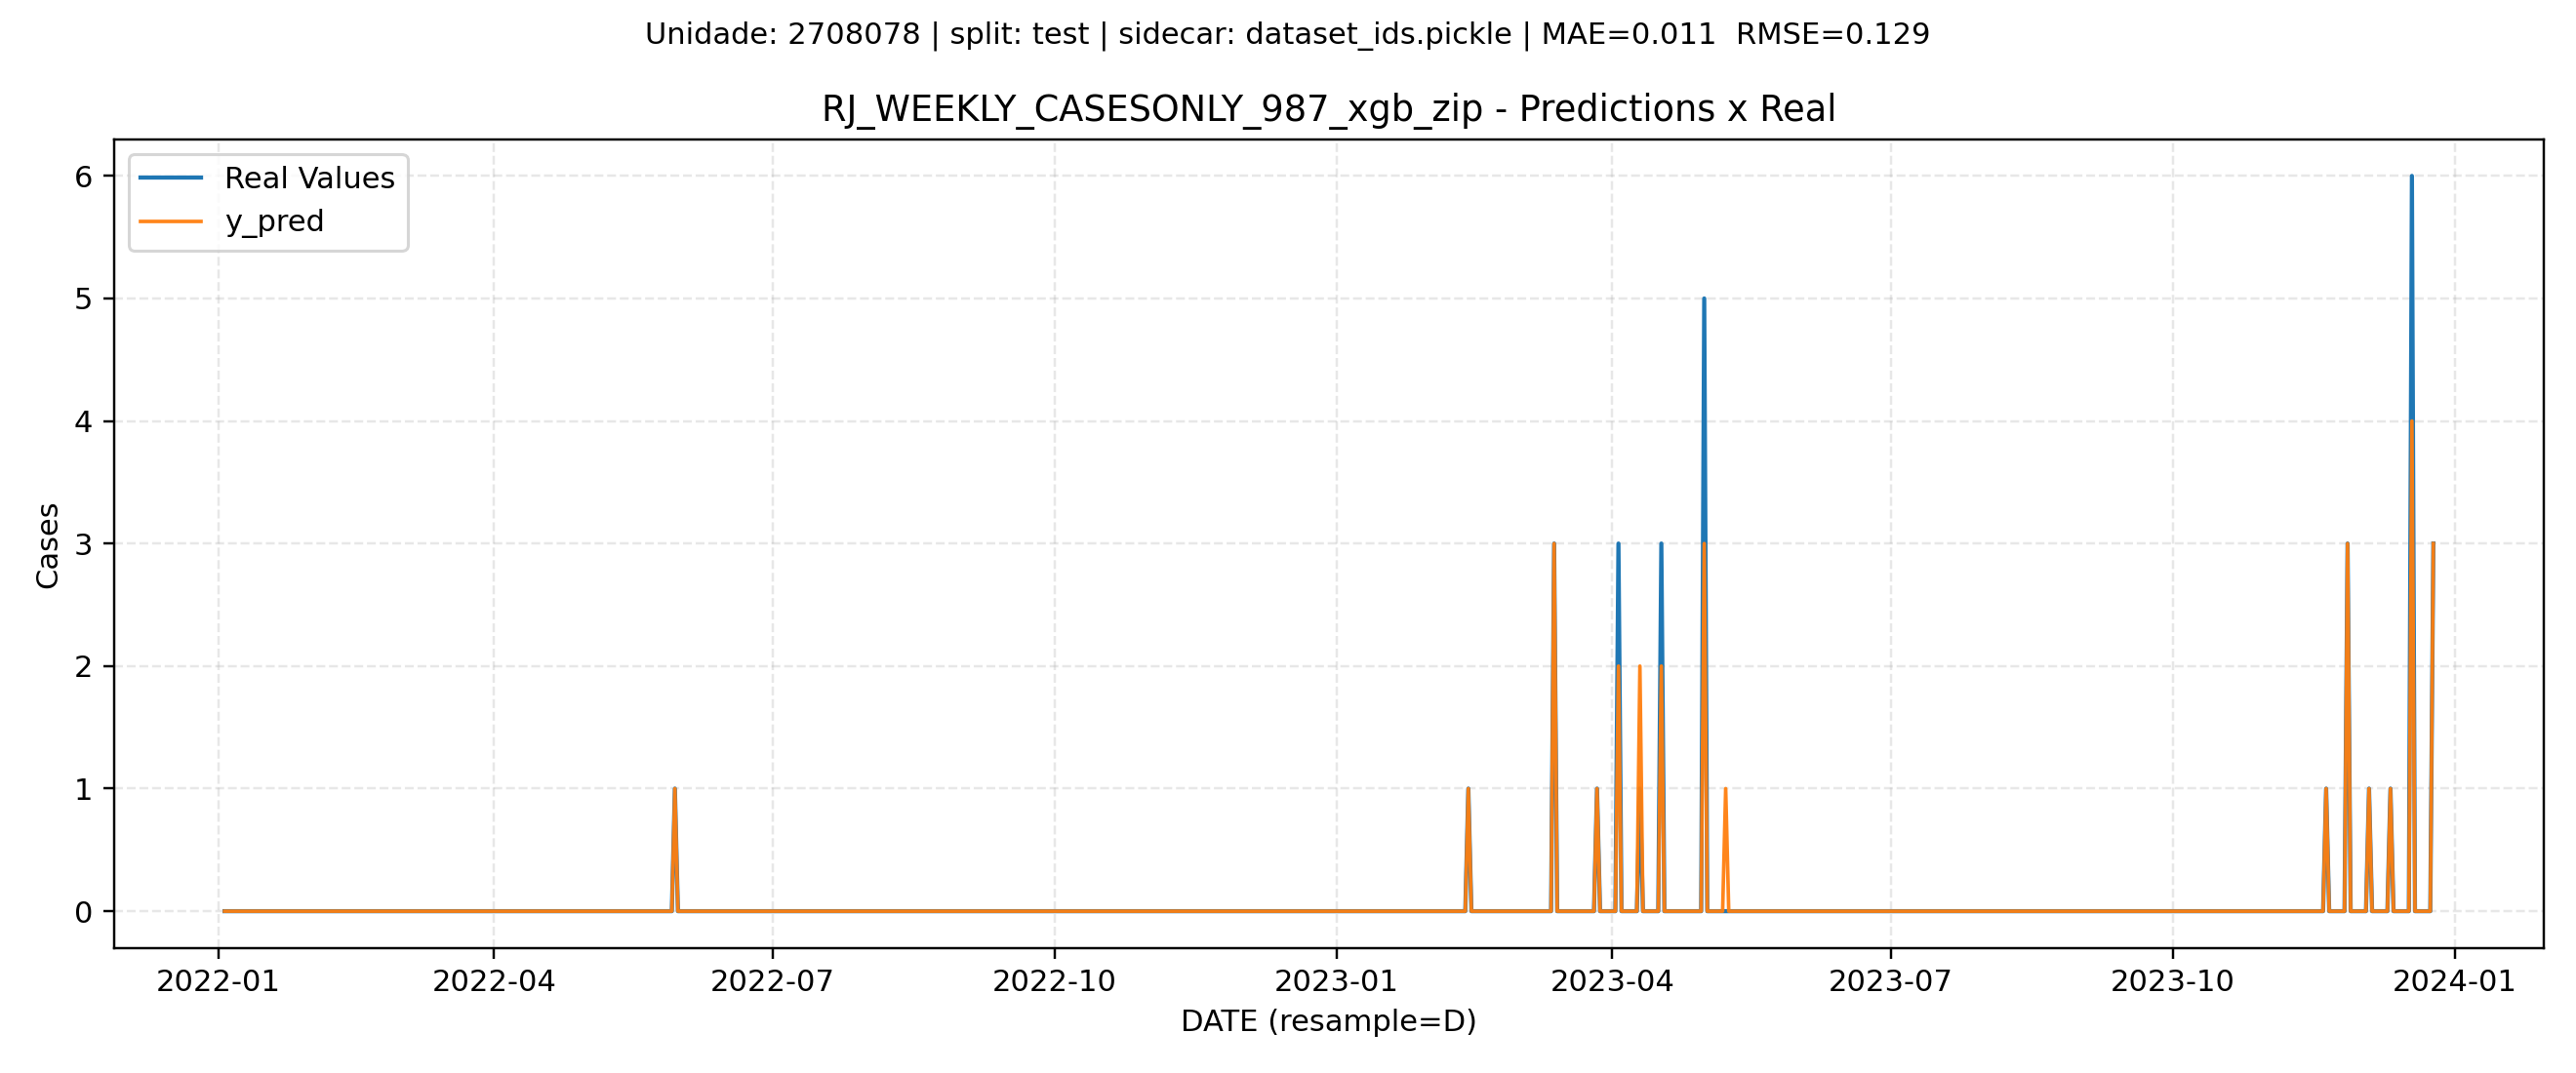 Unidade: 2708078 | split: test | sidecar: dataset_ids.pickle | MAE=0.011  RMSE=0.129
RJ_WEEKLY_CASESONLY_987_xgb_zip - Predictions x Real
Real Values
y_pred
6
5
4
3
2
1
0
Cases
2022-01
2022-04
2022-07
2022-10
2023-01
2023-04
2023-07
2023-10
2024-01
DATE (resample=D)